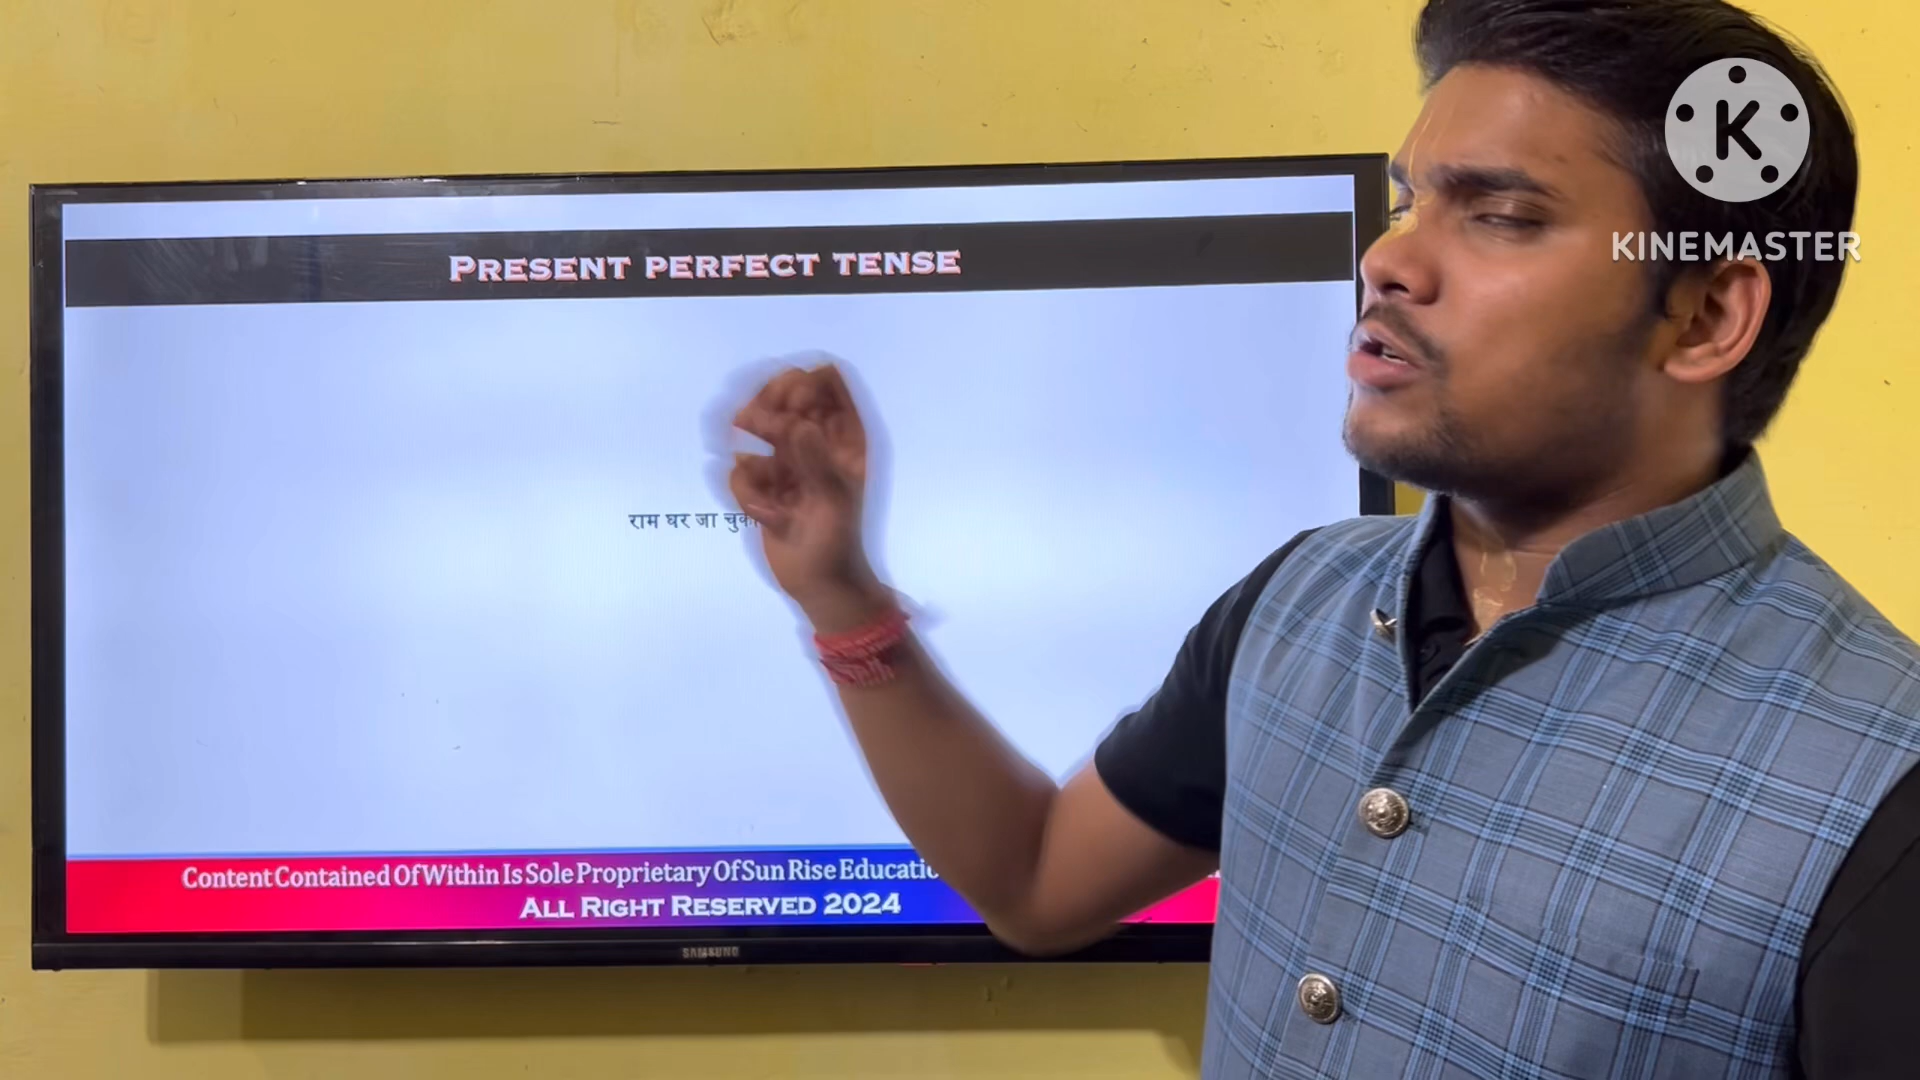 KINEMASTER
PRESENT PERFECT TENSE
राम घर जा चुका
Content Contained Of Within Is Sole Proprietary Of Sun Rise
ALL RIGHT RESERVED 2024
SAMSUNG